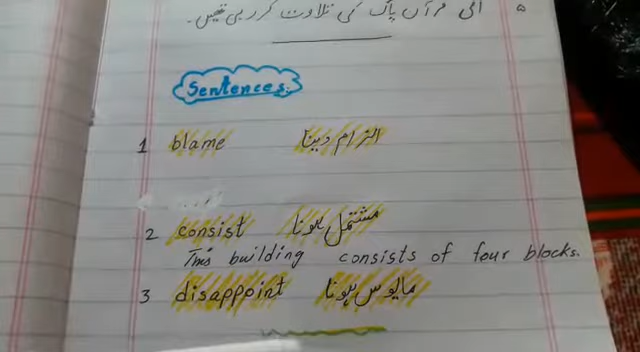 ۵ امی قرآن پاک کی تلاوت کر رہی تھیں۔
Sentences:
1 blame الزام دینا
2 consist مشتمل ہونا
This building consists of four blocks.
3 disappoint مایوس ہونا